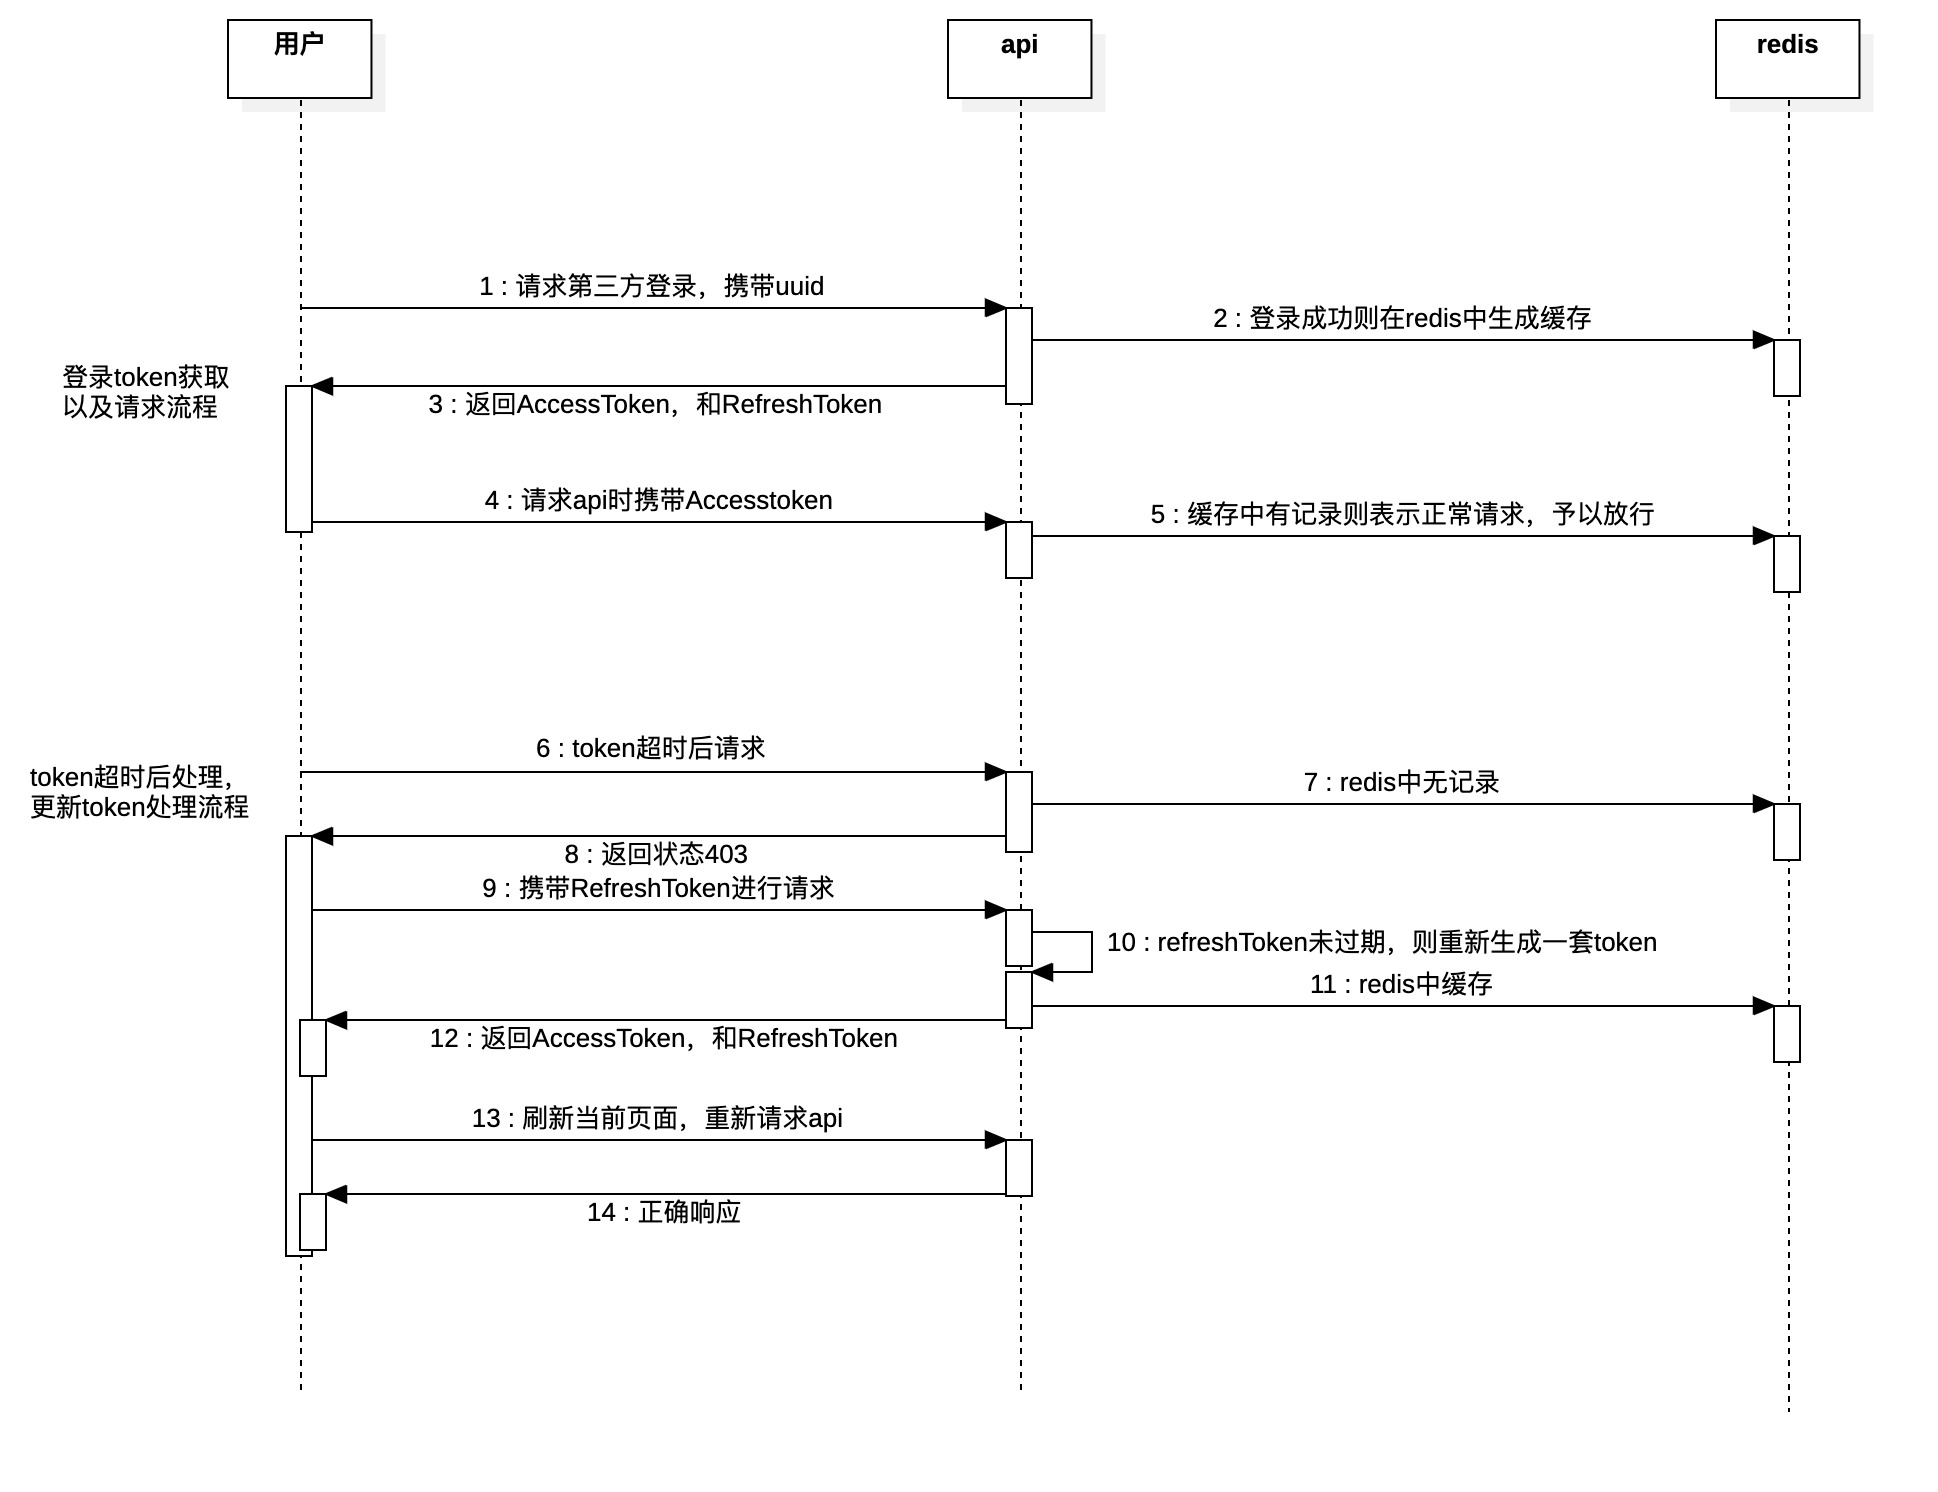 用户
api
redis
1 : 请求第三方登录，携带uuid
2 : 登录成功则在redis中生成缓存
登录token获取
以及请求流程
3 : 返回AccessToken，和RefreshToken
4 : 请求api时携带Accesstoken
5 : 缓存中有记录则表示正常请求，予以放行
6 : token超时后请求
token超时后处理，
更新token处理流程
7 : redis中无记录
8 : 返回状态403
9 : 携带RefreshToken进行请求
10 : refreshToken未过期，则重新生成一套token
11 : redis中缓存
12 : 返回AccessToken，和RefreshToken
13 : 刷新当前页面，重新请求api
14 : 正确响应